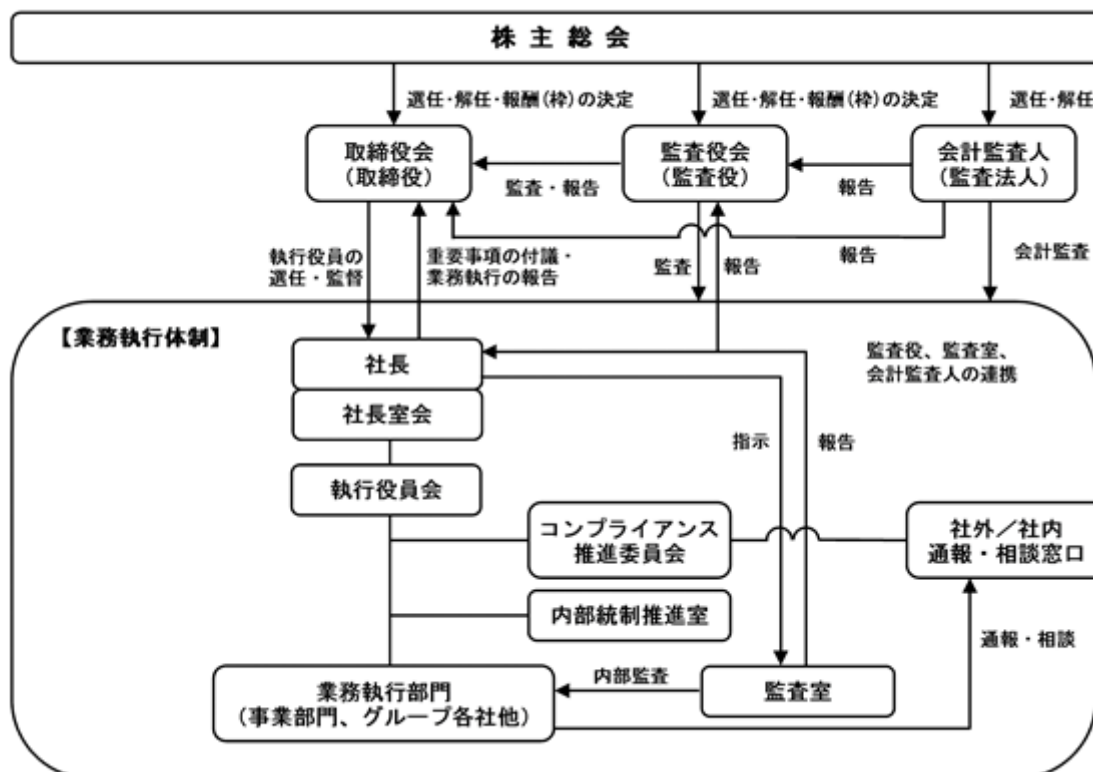 株主総会
選任・解任・報酬(枠)の決定
選任・解任・報酬(枠)の決定
選任・解任
取締役会
(取締役)
監査役会
(監査役)
会計監査人
(監査法人)
監査・報告
報告
執行役員の
選任・監督
重要事項の付議・
業務執行の報告
監査
報告
報告
会計監査
【業務執行体制】
社長
監査役、監査室、
会計監査人の連携
社長室会
指示
報告
執行役員会
コンプライアンス
推進委員会
社外/社内
通報・相談窓口
内部統制推進室
通報・相談
内部監査
業務執行部門
(事業部門、グループ各社他)
監査室